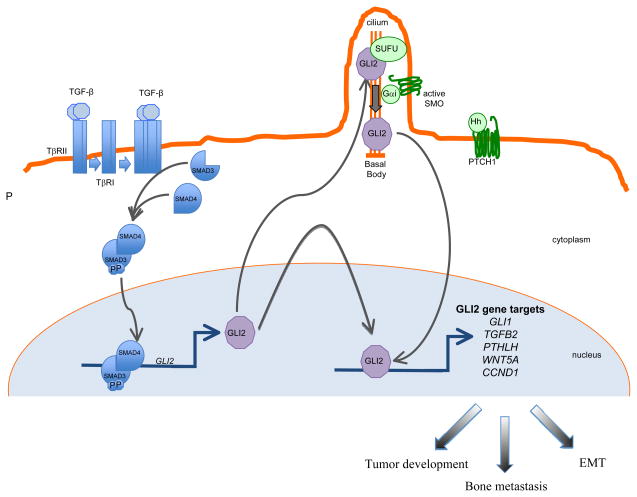 cilium
SUFU
GLI2
TGF-β
TGF-β
Gαi
active
SMO
Hh
GLI2
TβRII
TβRI
SMAD3
Basal
Body
PTCH1
P
SMAD4
SMAD4
SMAD3
PP
cytoplasm
GLI2 gene targets
GLI1
TGFB2
PTHLH
WNT5A
CCND1
GLI2
SMAD4
GLI2
GLI2
nucleus
SMAD3
PP
Tumor development
EMT
Bone metastasis